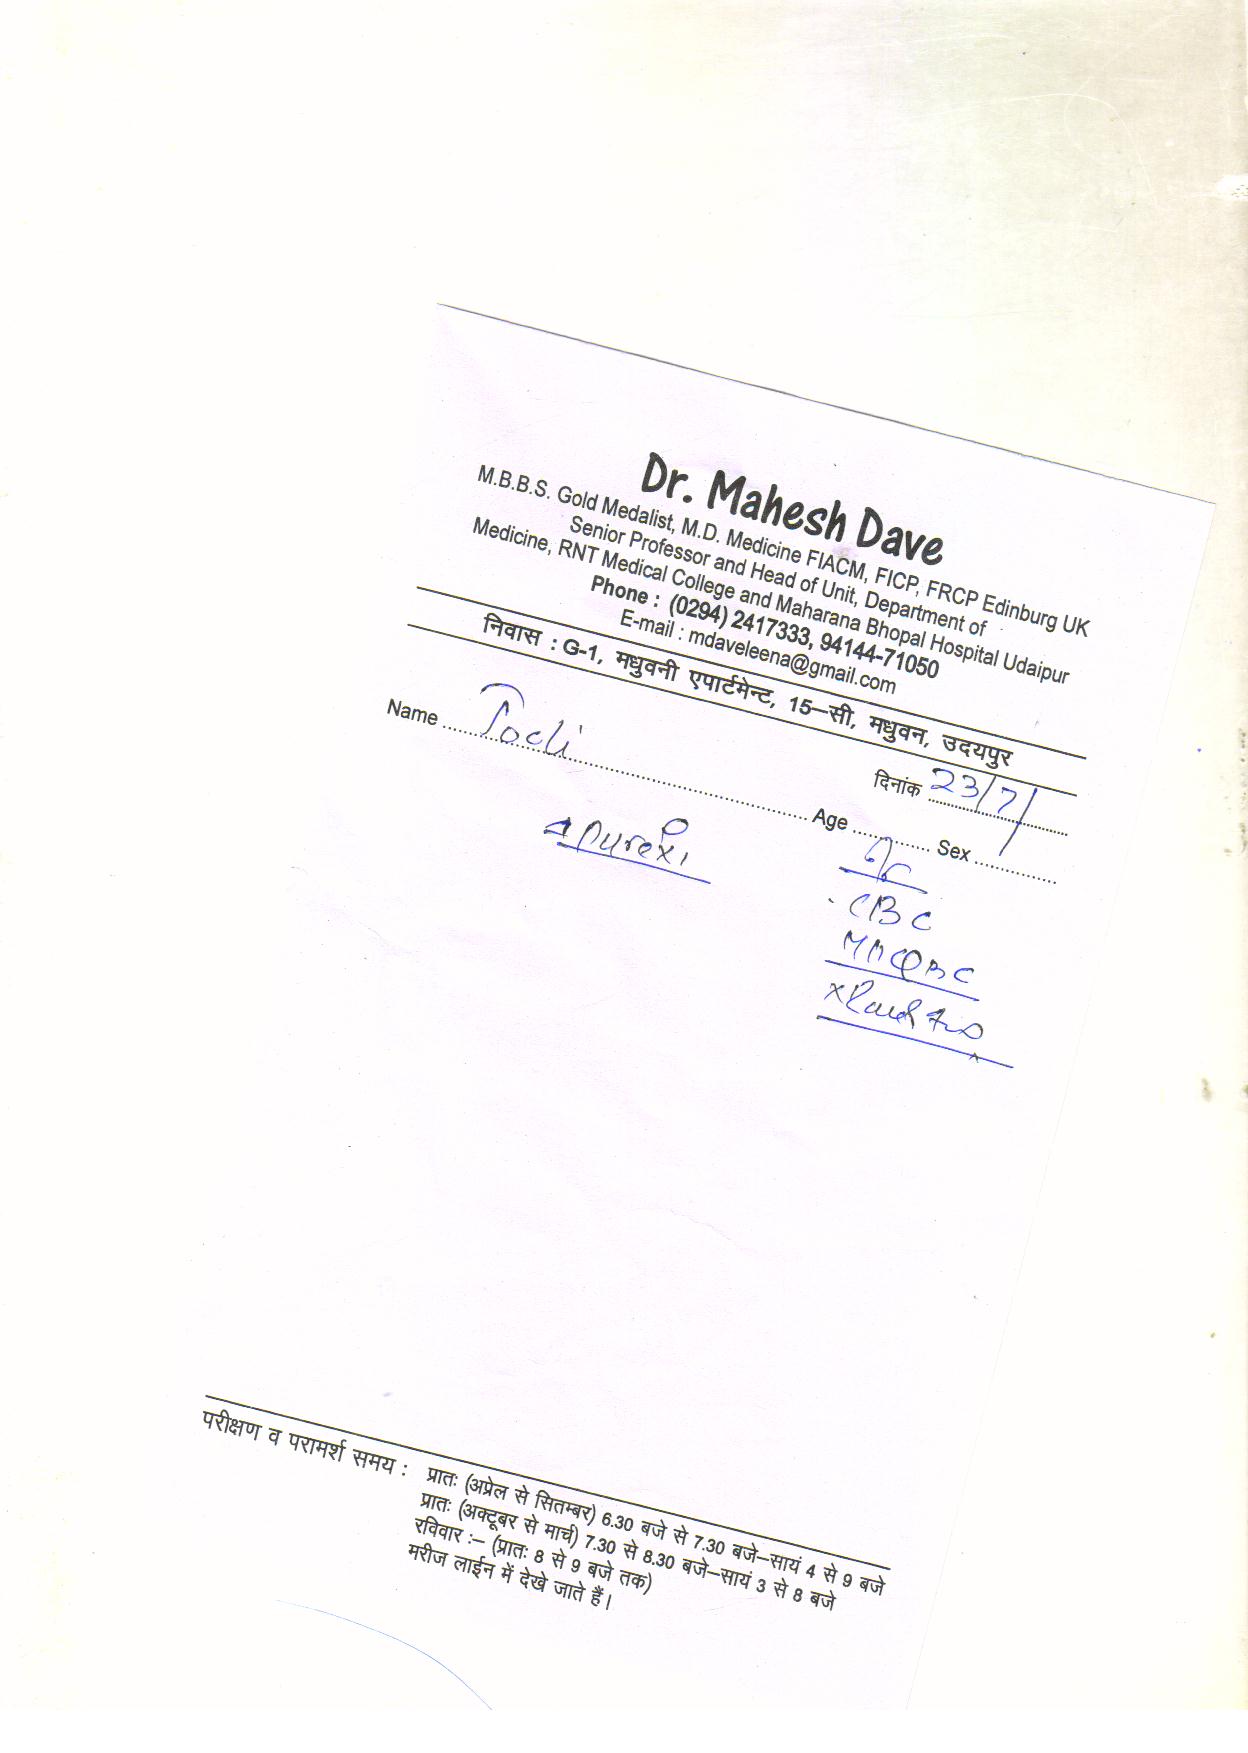 Dr. Mahesh Dave
M.B.B.S. Gold Medalist, M.D. Medicine FIACM, FICP, FRCP Edinburg UK
Senior Professor and Head of Unit, Department of
Medicine, RNT Medical College and Maharana Bhopal Hospital Udaipur
Phone : (0294) 2417333, 94144-71050
E-mail : mdaveleena@gmail.com
निवास : G-1, मधुवनी एपार्टमेन्ट, 15–सी, मधुवन, उदयपुर
दिनांक 23/7/
Name ............ Age ............ Sex ............
CBC
परीक्षण व परामर्श समय : प्रातः (अप्रेल से सितम्बर) 6.30 बजे से 7.30 बजे–सायं 4 से 9 बजे
प्रातः (अक्टूबर से मार्च) 7.30 से 8.30 बजे–सायं 3 से 8 बजे
रविवार :– (प्रातः 8 से 9 बजे तक)
मरीज लाईन में देखे जाते हैं।